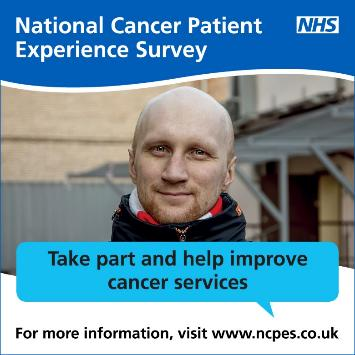 National Cancer Patient
Experience Survey
NHS
Take part and help improve
cancer services
For more information, visit www.ncpes.co.uk